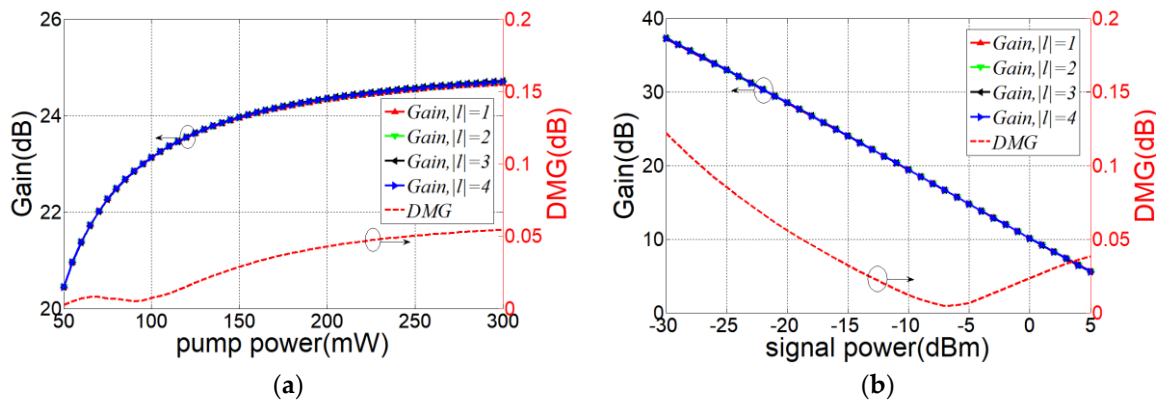 26
24
22
20
Gain(dB)
50
100
150
200
250
300
pump power(mW)
0.2
0.15
0.1
0.05
0
DMG(dB)
Gain,|l|=1
Gain,|l|=2
Gain,|l|=3
Gain,|l|=4
DMG
(a)
40
30
20
10
0
Gain(dB)
-30
-25
-20
-15
-10
-5
0
5
signal power(dBm)
0.2
0.15
0.1
0.05
0
DMG(dB)
Gain,|l|=1
Gain,|l|=2
Gain,|l|=3
Gain,|l|=4
DMG
(b)